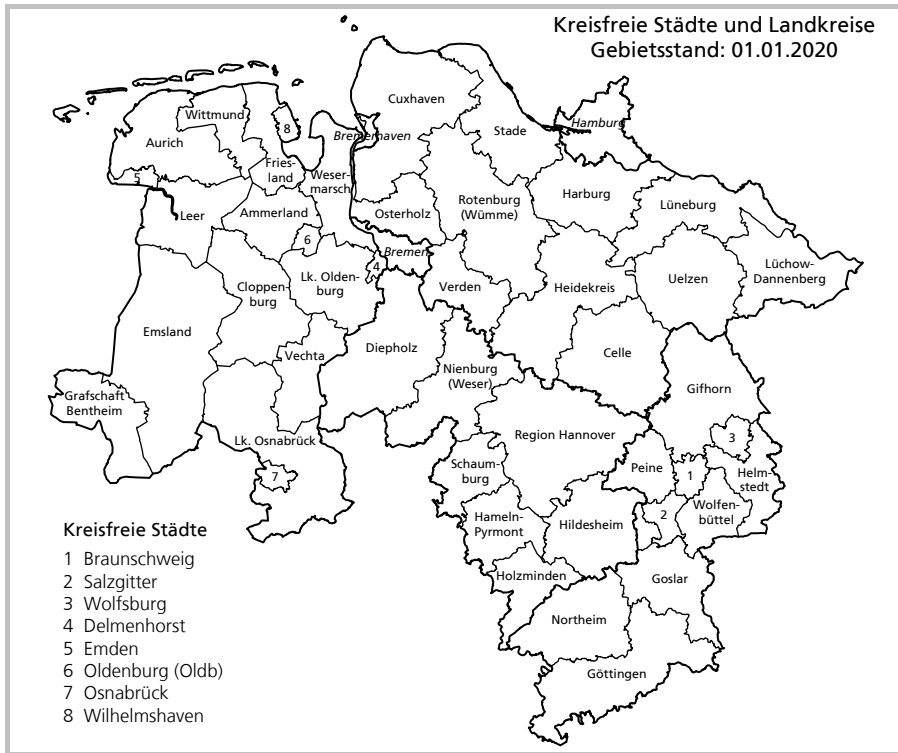 Kreisfreie Städte und Landkreise
Gebietsstand: 01.01.2020
Cuxhaven
Hamburg
Wittmund
8
Bremerhaven
Stade
Aurich
5
Fries-
land
Weser-
marsch
Harburg
Leer
Ammerland
Osterholz
Rotenburg
(Wümme)
Lüneburg
6
Bremen
4
Lk. Olden-
burg
Cloppen-
burg
Verden
Heidekreis
Uelzen
Lüchow-
Dannenberg
Emsland
Vechta
Diepholz
Nienburg
(Weser)
Celle
Gifhorn
Grafschaft
Bentheim
Lk. Osnabrück
7
Region Hannover
3
Schaum-
burg
Peine
1
Helm-
stedt
Hameln-
Pyrmont
Hildesheim
2
Wolfen-
büttel
Holzminden
Goslar
Northeim
Göttingen
Kreisfreie Städte
1 Braunschweig
2 Salzgitter
3 Wolfsburg
4 Delmenhorst
5 Emden
6 Oldenburg (Oldb)
7 Osnabrück
8 Wilhelmshaven